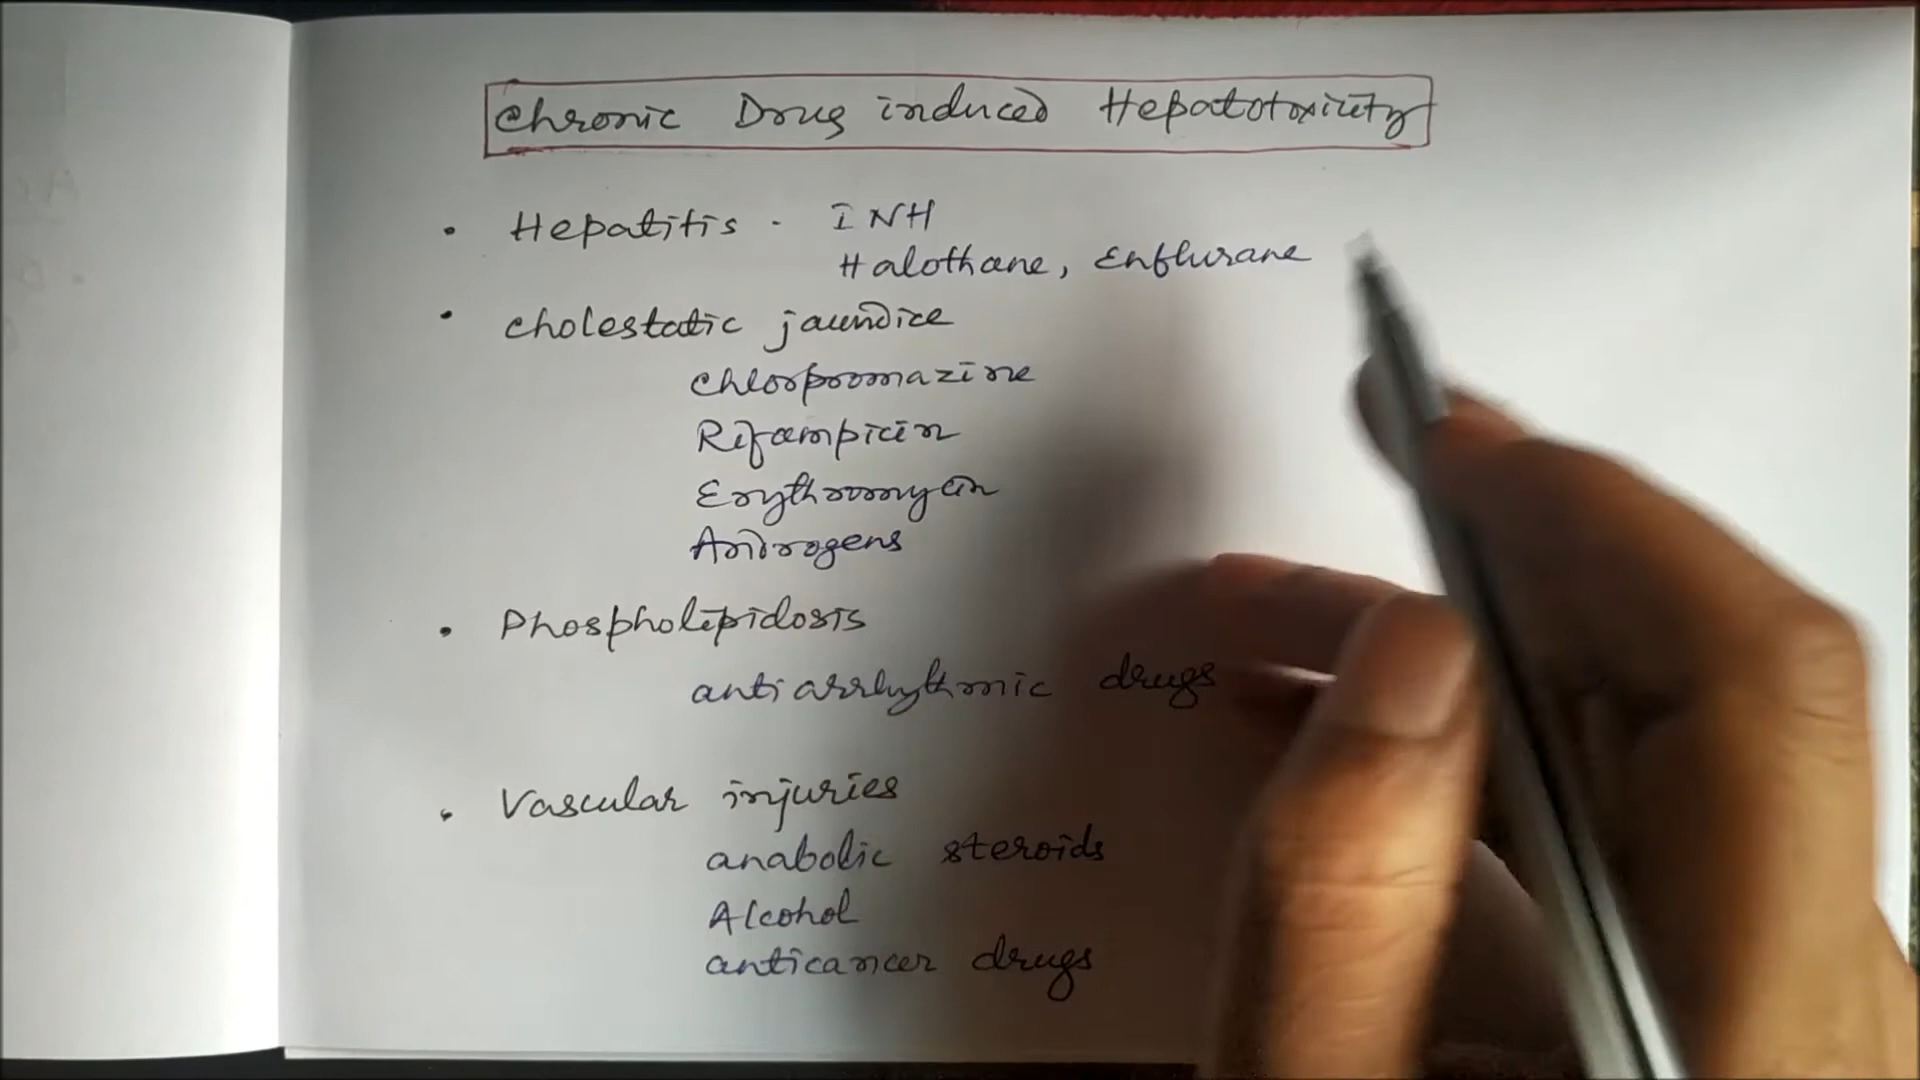 Chronic Drug induced Hepatotoxicity
• Hepatitis - INH
Halothane, Enflurane
• cholestatic jaundice
Chlorpromazine
Rifampicin
Erythromycin
Androgens
• Phospholipidosis
antiarrhythmic drugs
• Vascular injuries
anabolic steroids
Alcohol
anticancer drugs